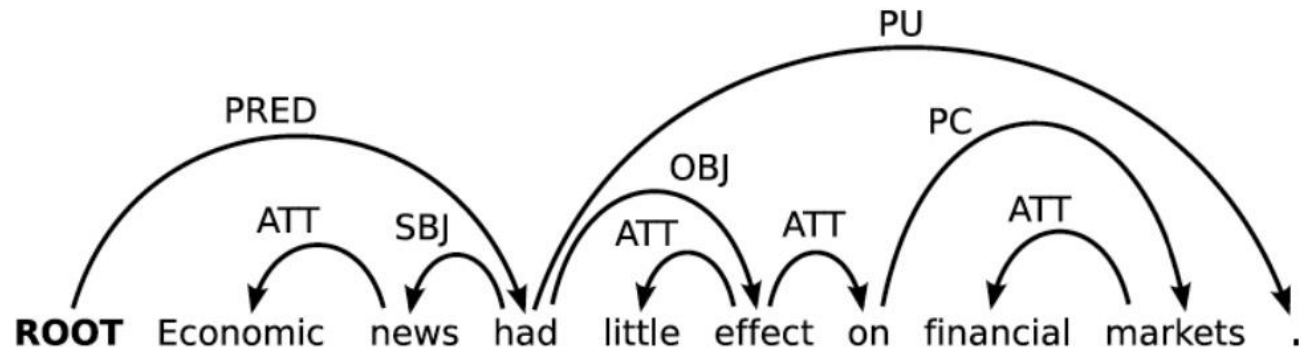 PU
PRED
PC
OBJ
ATT SBJ ATT ATT ATT
ROOT Economic news had little effect on financial markets .